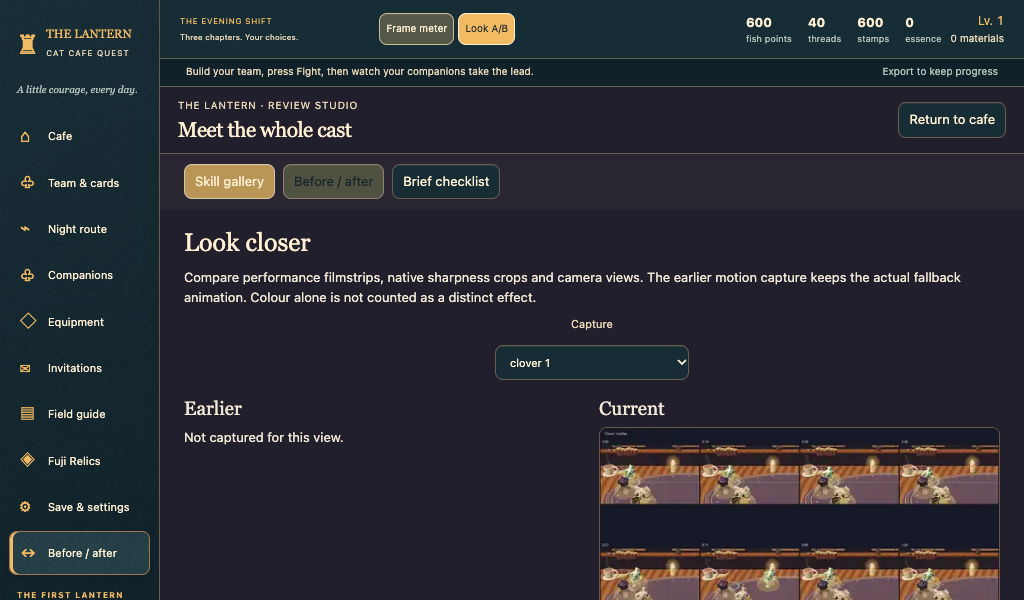 THE LANTERN
CAT CAFE QUEST
A little courage, every day.
Cafe
Team & cards
Night route
Companions
Equipment
Invitations
Field guide
Fuji Relics
Save & settings
Before / after
THE FIRST LANTERN
THE EVENING SHIFT
Three chapters. Your choices.
Frame meter
Look A/B
600
fish points
40
threads
600
stamps
0
essence
Lv. 1
0 materials
Build your team, press Fight, then watch your companions take the lead.
Export to keep progress
THE LANTERN · REVIEW STUDIO
Meet the whole cast
Return to cafe
Skill gallery
Before / after
Brief checklist
Look closer
Compare performance filmstrips, native sharpness crops and camera views. The earlier motion capture keeps the actual fallback
animation. Colour alone is not counted as a distinct effect.
Capture
clover 1
Earlier
Not captured for this view.
Current